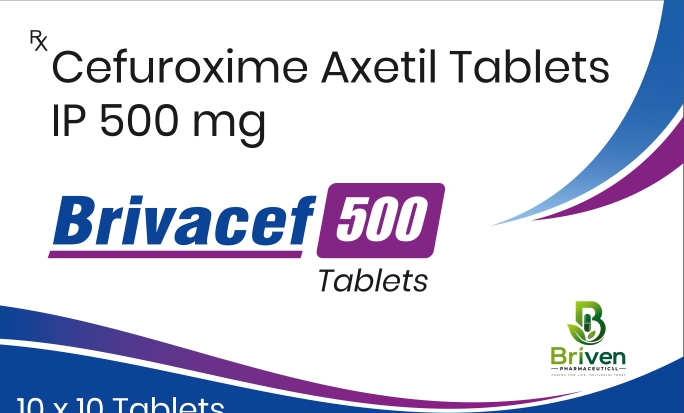 Rx
Cefuroxime Axetil Tablets
IP 500 mg
Brivacef 500
Tablets
Briven
PHARMACEUTICAL
10 x 10 Tablets